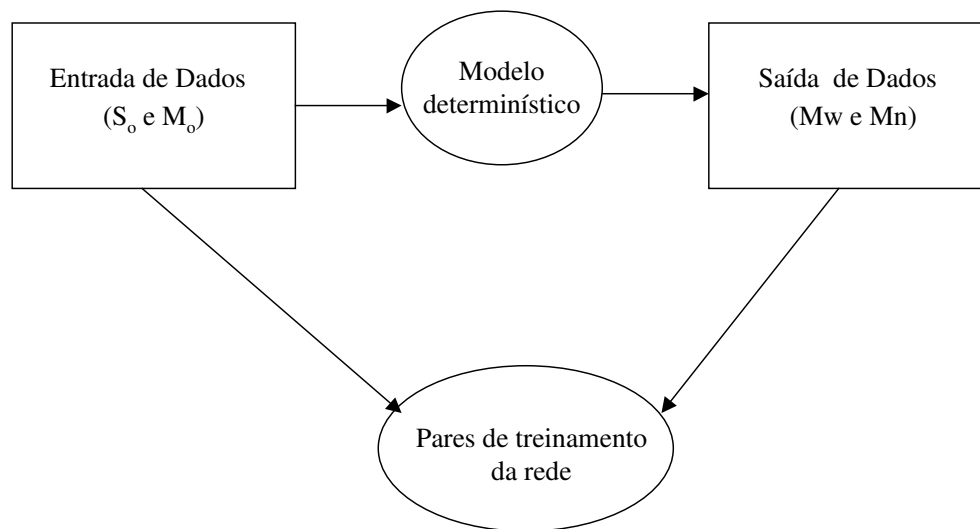 Entrada de Dados
(Sₒ e Mₒ)
Modelo
determinístico
Saída de Dados
(Mw e Mn)
Pares de treinamento
da rede